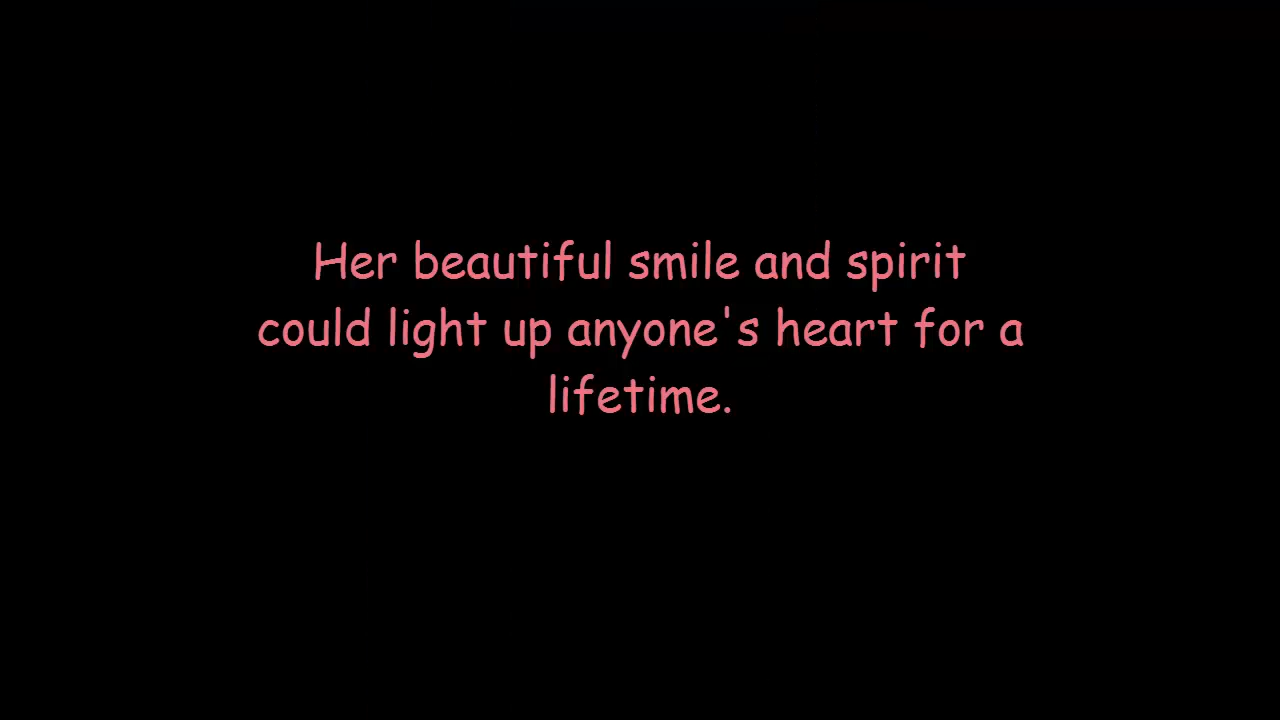 Her beautiful smile and spirit
could light up anyone's heart for a
lifetime.